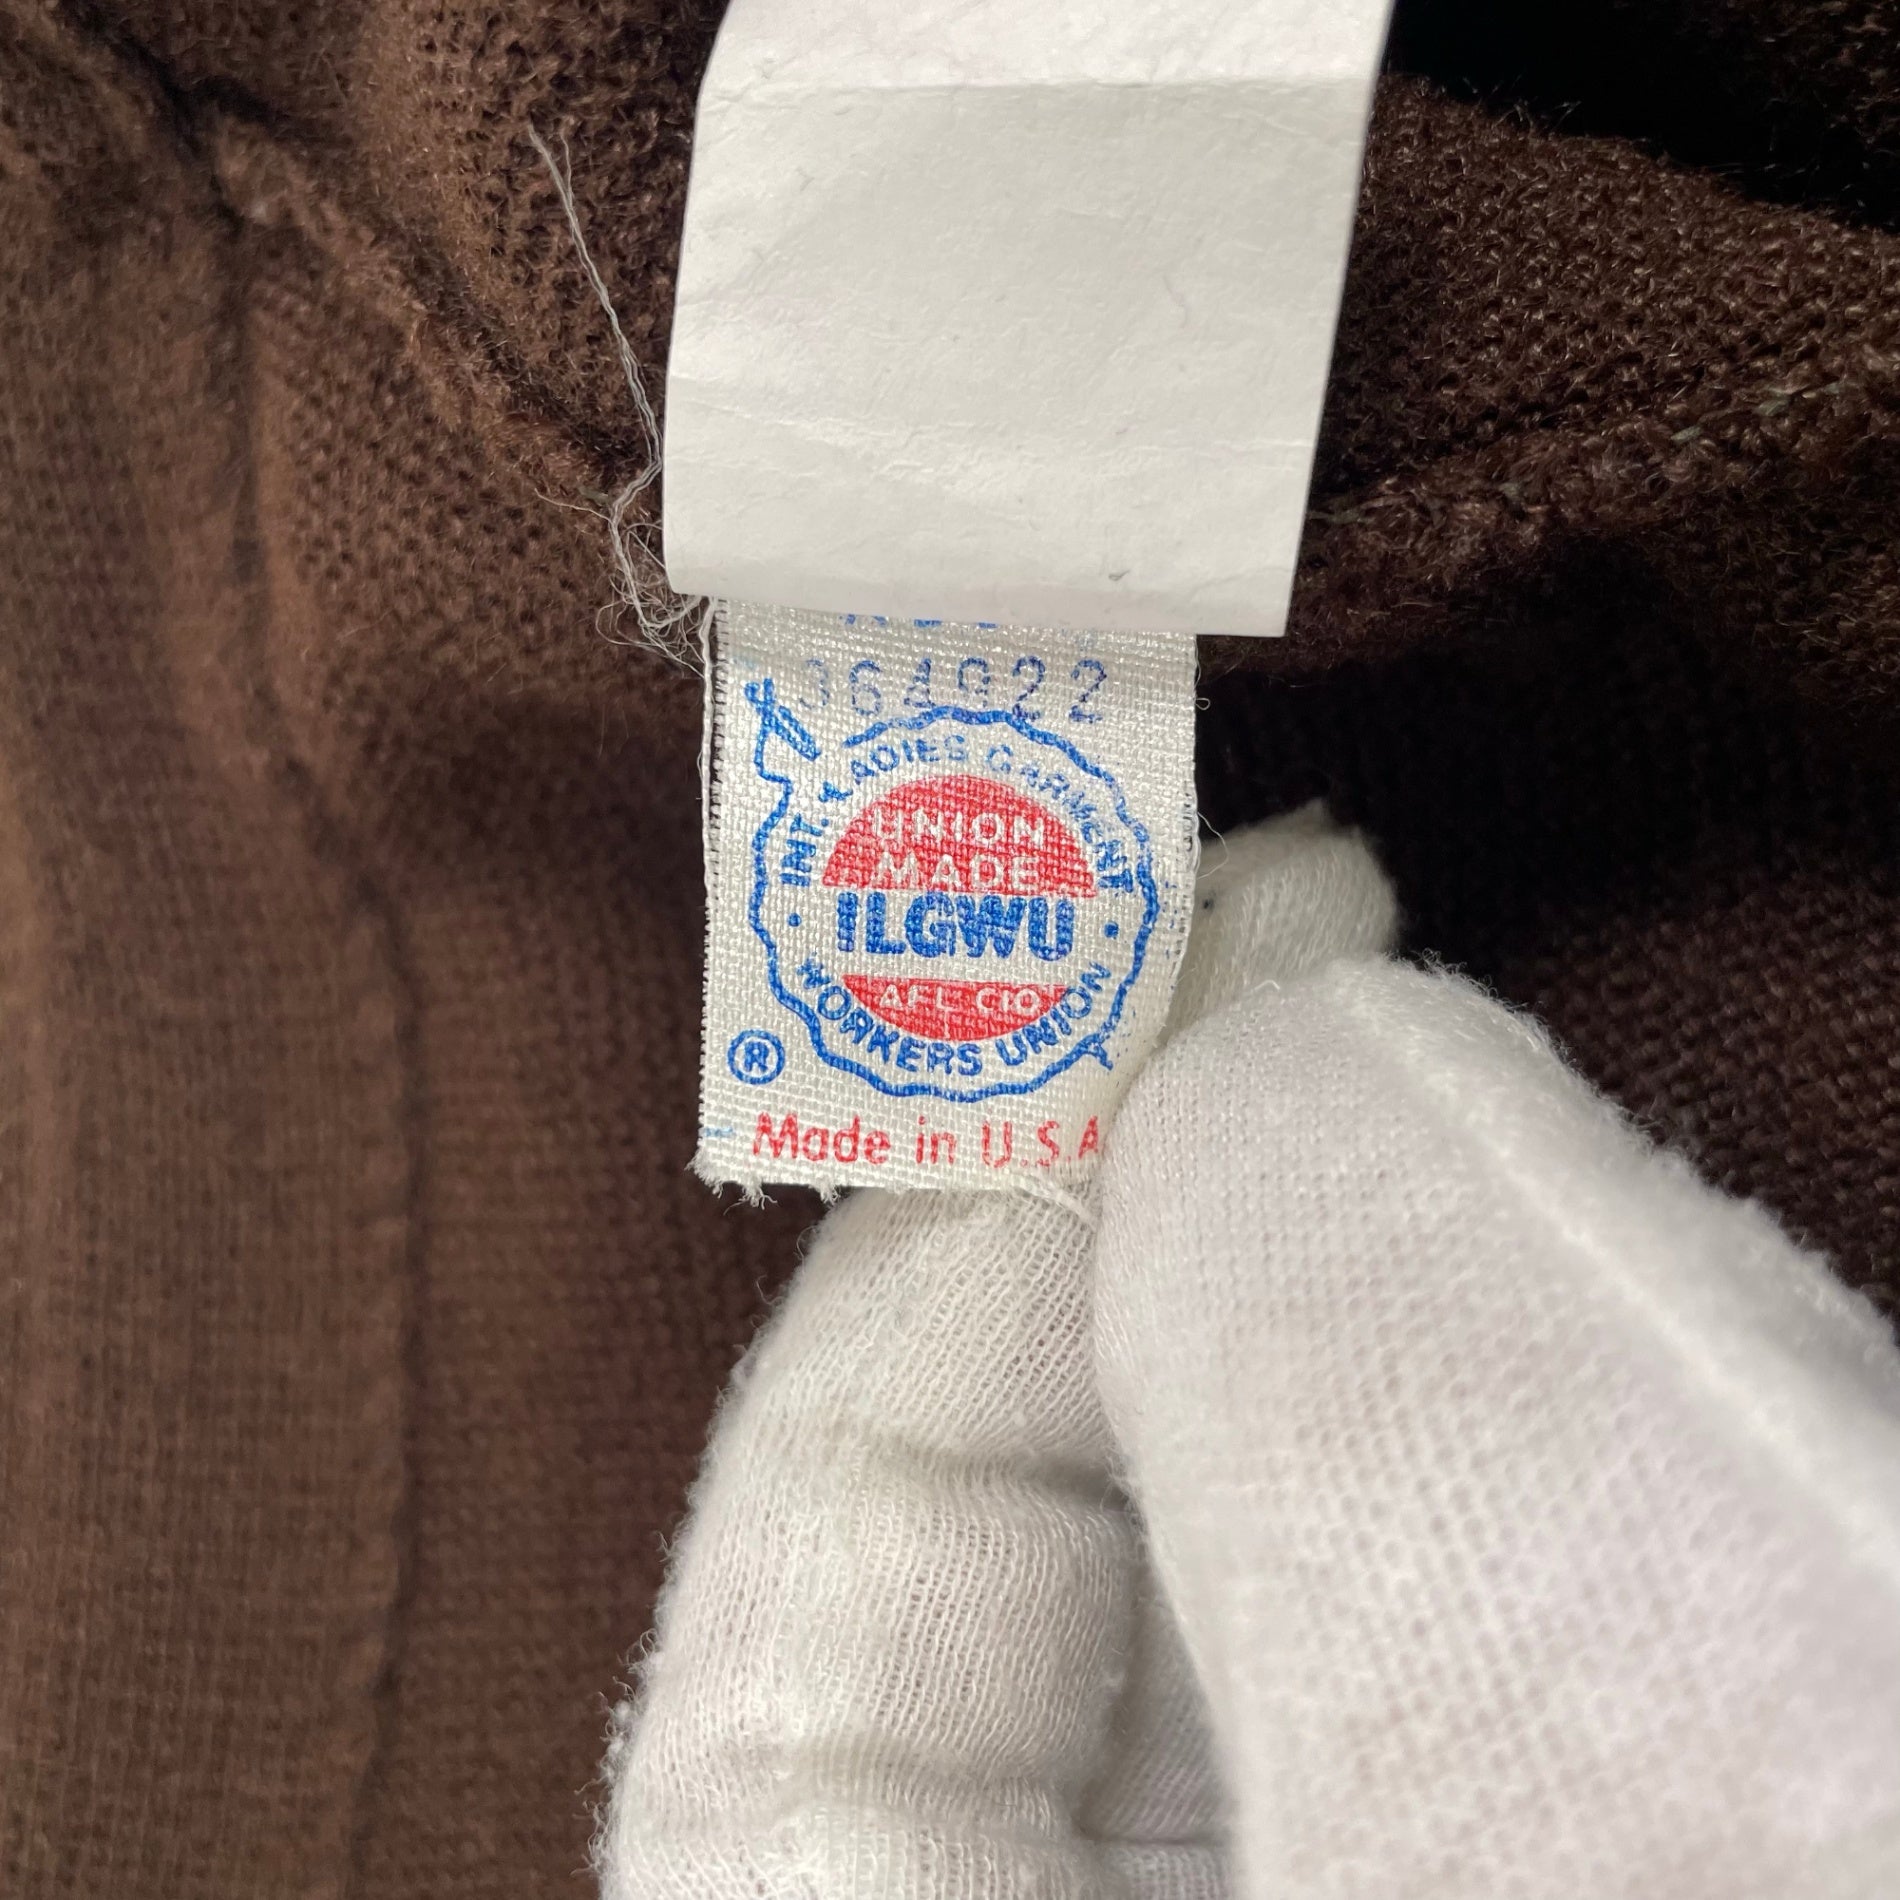 364922
INT. LADIES GARMENT
UNION
MADE
ILGWU
AFL-CIO
WORKERS UNION
®
Made in U.S.A